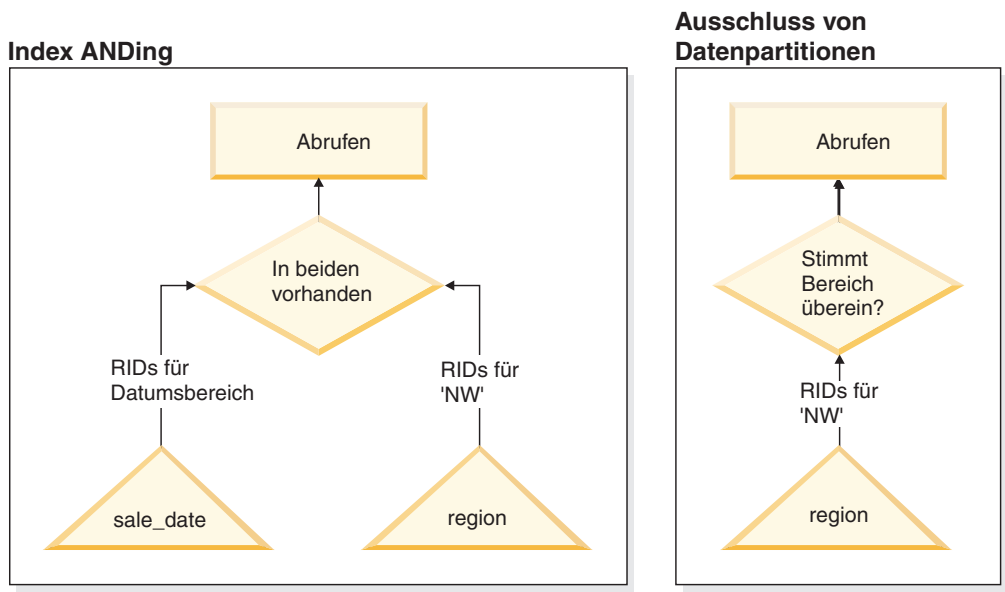 Index ANDing
Abrufen
In beiden
vorhanden
RIDs für
Datumsbereich
RIDs für
'NW'
sale_date
region
Ausschluss von
Datenpartitionen
Abrufen
Stimmt
Bereich
überein?
RIDs für
'NW'
region